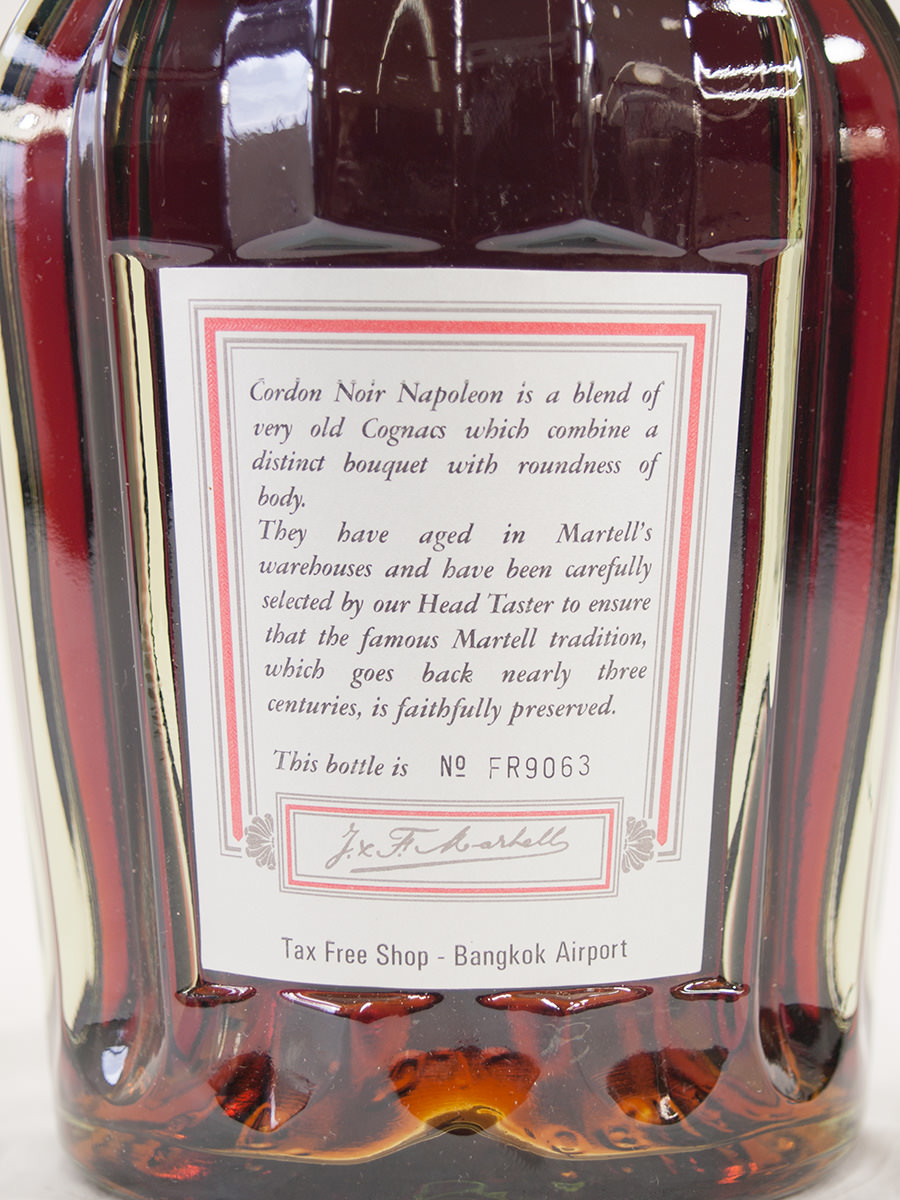 Cordon Noir Napoleon is a blend of
very old Cognacs which combine a
distinct bouquet with roundness of
body.
They have aged in Martell's
warehouses and have been carefully
selected by our Head Taster to ensure
that the famous Martell tradition,
which goes back nearly three
centuries, is faithfully preserved.
This bottle is Nº FR9063
J. & F. Martell
Tax Free Shop - Bangkok Airport